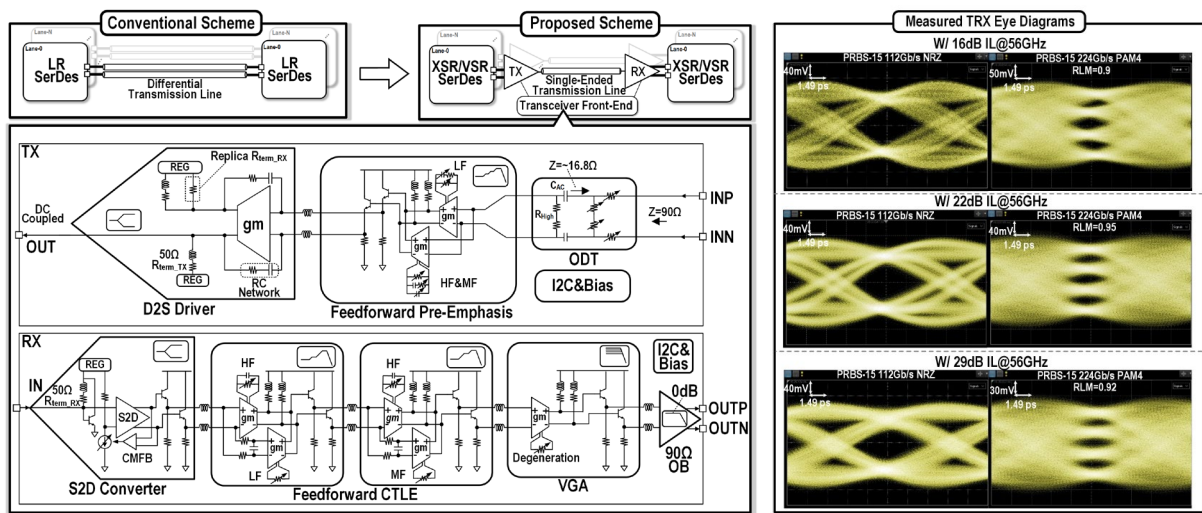 Conventional Scheme
Lane-N
Lane-0
LR
SerDes
LR
SerDes
Differential
Transmission Line
Proposed Scheme
Lane-N
Lane-0
XSR/VSR
SerDes
TX
RX
XSR/VSR
SerDes
Single-Ended
Transmission Line
Transceiver Front-End
TX
REG
Replica Rterm_RX
DC
Coupled
OUT
gm
50Ω
Rterm_TX
REG
RC
Network
D2S Driver
LF
gm
gm
HF&MF
Feedforward Pre-Emphasis
Z=~16.8Ω
CAC
RHigh
Z=90Ω
ODT
INP
INN
I2C&Bias
RX
REG
IN
50Ω
Rterm_RX
S2D
CMFB
S2D Converter
HF
gm
gm
LF
HF
gm
gm
MF
Feedforward CTLE
gm
Degeneration
VGA
I2C&
Bias
0dB
OUTP
OUTN
90Ω
OB
Measured TRX Eye Diagrams
W/ 16dB IL@56GHz
PRBS-15 112Gb/s NRZ
40mV
1.49 ps
PRBS-15 224Gb/s PAM4
RLM=0.9
50mV
1.49 ps
W/ 22dB IL@56GHz
PRBS-15 112Gb/s NRZ
40mV
1.49 ps
PRBS-15 224Gb/s PAM4
RLM=0.95
40mV
1.49 ps
W/ 29dB IL@56GHz
PRBS-15 112Gb/s NRZ
40mV
1.49 ps
PRBS-15 224Gb/s PAM4
RLM=0.92
30mV
1.49 ps